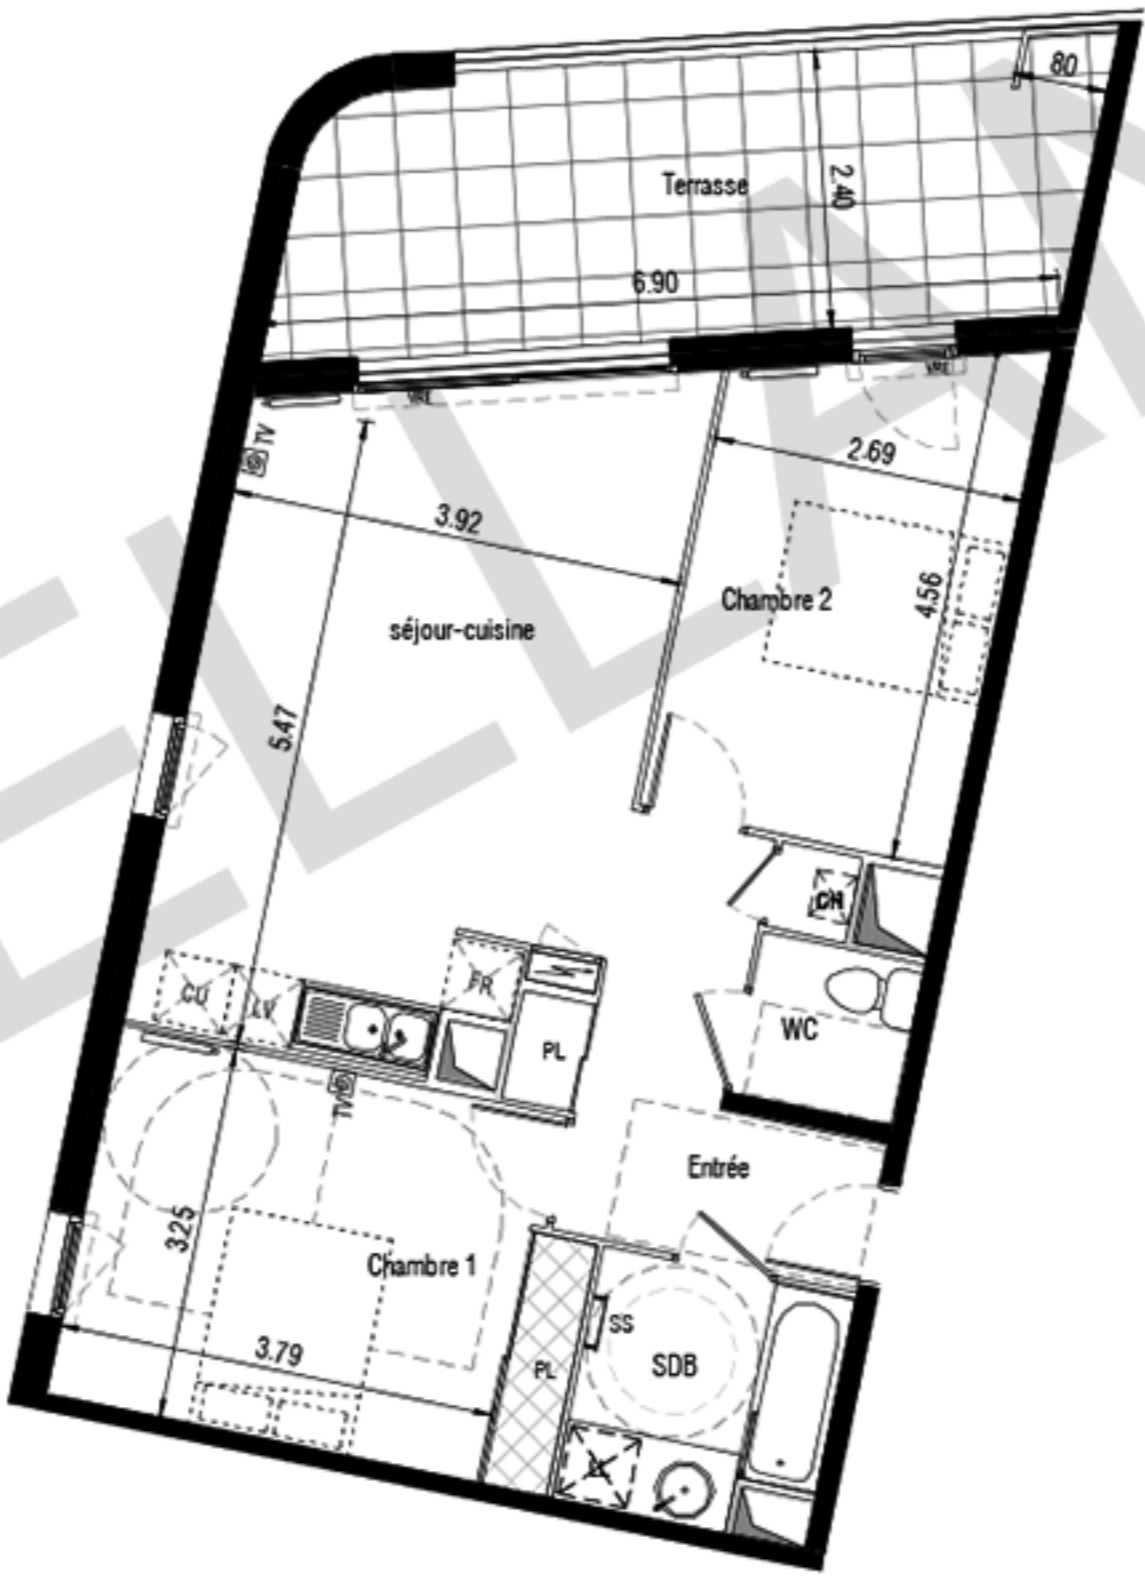 80
Terrasse
2.40
6.90
VRE
VRE
TV
2.69
3.92
Chambre 2
4.56
séjour-cuisine
5.47
CH
CU
LV
FR
PL
WC
TV
Entrée
3.25
Chambre 1
SS
3.79
PL
SDB
LL